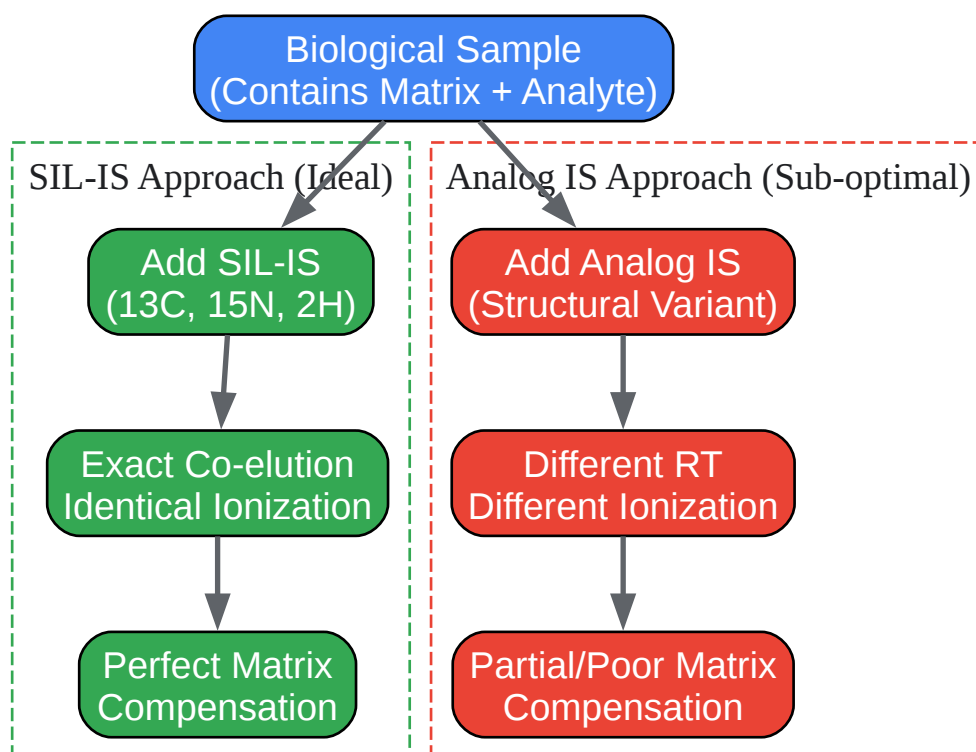 Biological Sample
(Contains Matrix + Analyte)
SIL-IS Approach (Ideal)
Add SIL-IS
(13C, 15N, 2H)
Exact Co-elution
Identical Ionization
Perfect Matrix
Compensation
Analog IS Approach (Sub-optimal)
Add Analog IS
(Structural Variant)
Different RT
Different Ionization
Partial/Poor Matrix
Compensation